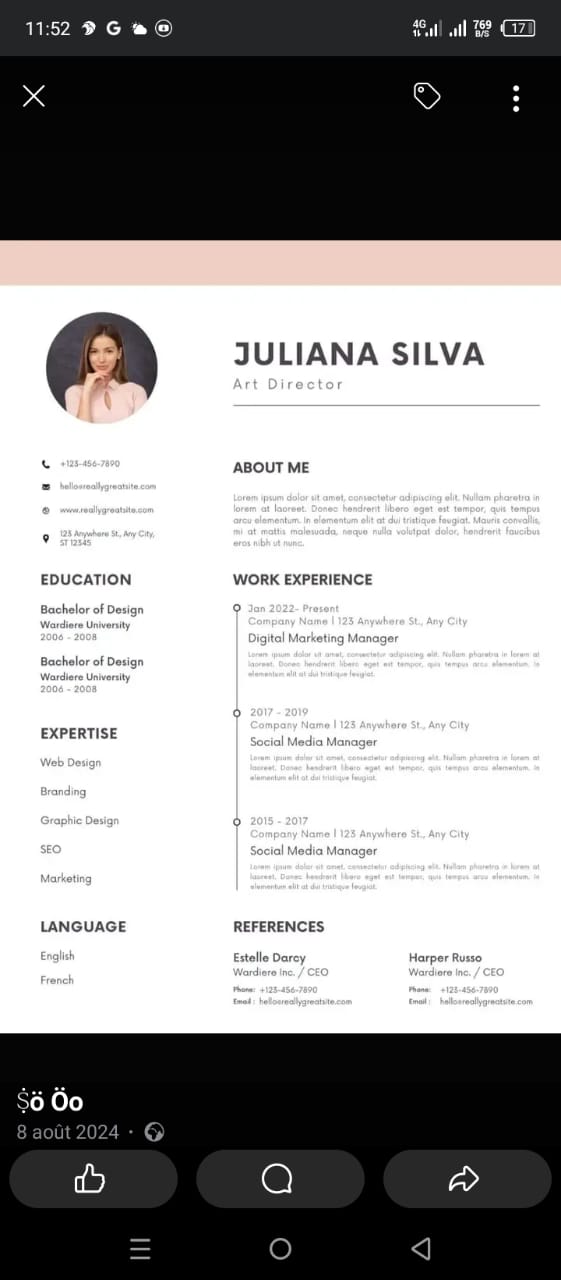 11:52
4G
769
B/S
17
JULIANA SILVA
Art Director
+123-456-7890
hello@reallygreatsite.com
www.reallygreatsite.com
123 Anywhere St., Any City,
ST 12345
EDUCATION
Bachelor of Design
Wardiere University
2006 - 2008
Bachelor of Design
Wardiere University
2006 - 2008
EXPERTISE
Web Design
Branding
Graphic Design
SEO
Marketing
LANGUAGE
English
French
ABOUT ME
Lorem ipsum dolor sit amet, consectetur adipiscing elit. Nullam pharetra in
lorem at laoreet. Donec hendrerit libero eget est tempor, quis tempus
arcu elementum. In elementum elit at dui tristique feugiat. Mauris convallis,
mi at mattis malesuada, neque nulla volutpat dolor, hendrerit faucibus
eros nibh ut nunc.
WORK EXPERIENCE
Jan 2022- Present
Company Name l 123 Anywhere St., Any City
Digital Marketing Manager
Lorem ipsum dolor sit amet, consectetur adipiscing elit. Nullam pharetra in lorem at
laoreet. Donec hendrerit libero eget est tempor, quis tempus arcu elementum. In
elementum elit at dui tristique feugiat.
2017 - 2019
Company Name l 123 Anywhere St., Any City
Social Media Manager
Lorem ipsum dolor sit amet, consectetur adipiscing elit. Nullam pharetra in lorem at
laoreet. Donec hendrerit libero eget est tempor, quis tempus arcu elementum. In
elementum elit at dui tristique feugiat.
2015 - 2017
Company Name l 123 Anywhere St., Any City
Social Media Manager
Lorem ipsum dolor sit amet, consectetur adipiscing elit. Nullam pharetra in lorem at
laoreet. Donec hendrerit libero eget est tempor, quis tempus arcu elementum. In
elementum elit at dui tristique feugiat.
REFERENCES
Estelle Darcy
Wardiere Inc. / CEO
Phone: +123-456-7890
Email : hello@reallygreatsite.com
Harper Russo
Wardiere Inc. / CEO
Phone: +123-456-7890
Email : hello@reallygreatsite.com
Ṩö Öo
8 août 2024 ·